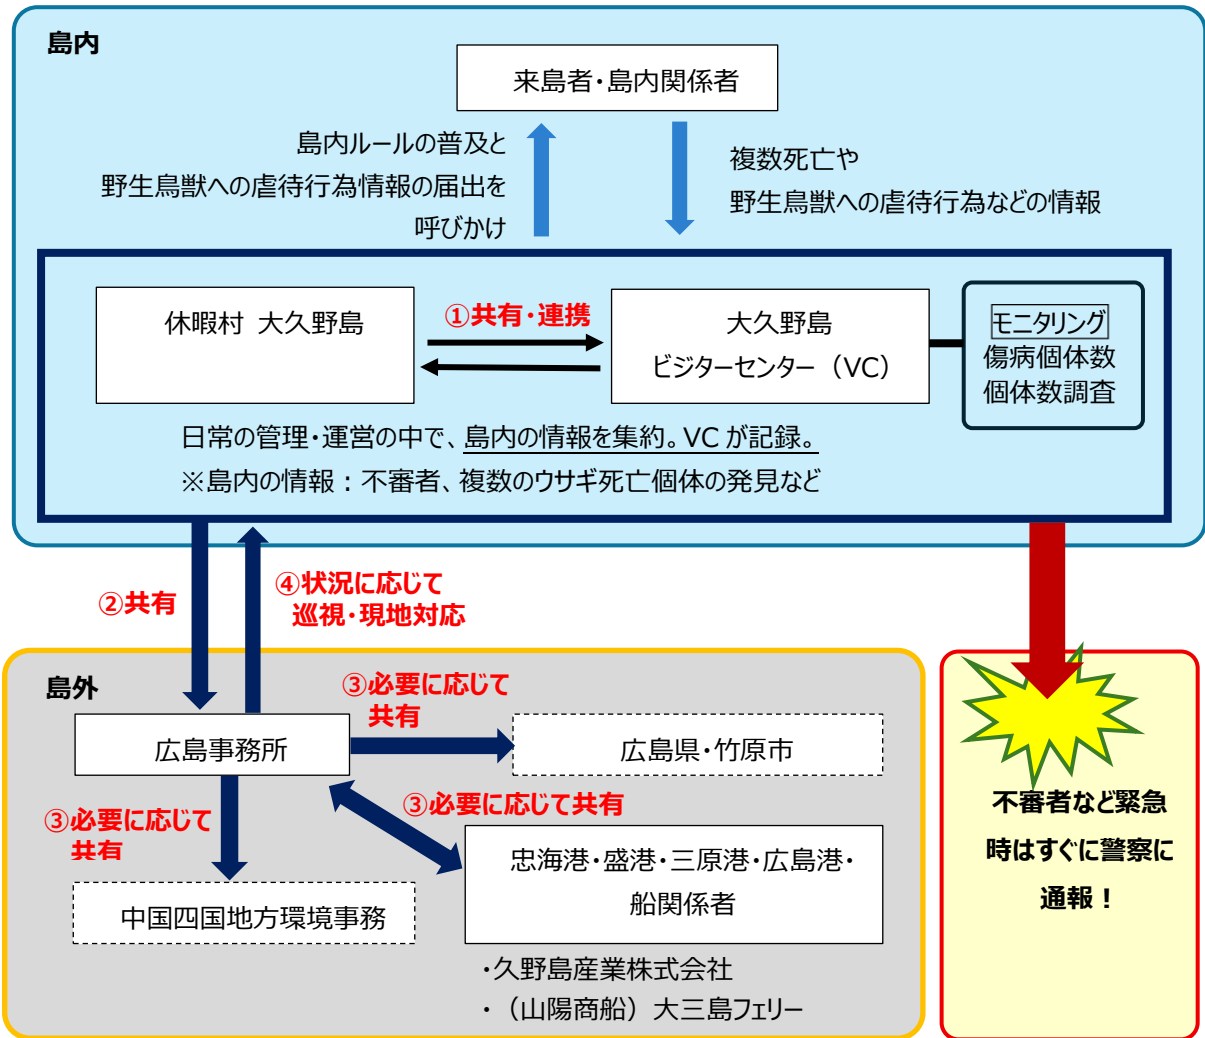 島内
来島者・島内関係者
島内ルールの普及と
野生鳥獣への虐待行為情報の届出を
呼びかけ
複数死亡や
野生鳥獣への虐待行為などの情報
休暇村 大久野島
①共有・連携
大久野島
ビジターセンター（VC）
モニタリング
傷病個体数
個体数調査
日常の管理・運営の中で、島内の情報を集約。VC が記録。
※島内の情報：不審者、複数のウサギ死亡個体の発見など
②共有
④状況に応じて
巡視・現地対応
島外
広島事務所
③必要に応じて
共有
広島県・竹原市
③必要に応じて
共有
③必要に応じて共有
中国四国地方環境事務
忠海港・盛港・三原港・広島港・
船関係者
・久野島産業株式会社
・（山陽商船）大三島フェリー
不審者など緊急
時はすぐに警察に
通報！